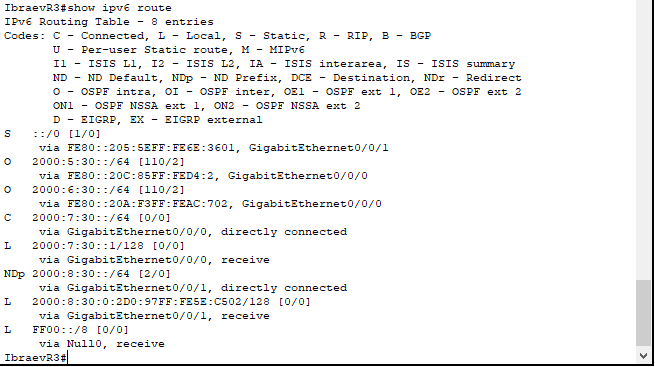 IbraevR3#show ipv6 route
IPv6 Routing Table - 8 entries
Codes: C - Connected, L - Local, S - Static, R - RIP, B - BGP
U - Per-user Static route, M - MIPv6
I1 - ISIS L1, I2 - ISIS L2, IA - ISIS interarea, IS - ISIS summary
ND - ND Default, NDp - ND Prefix, DCE - Destination, NDr - Redirect
O - OSPF intra, OI - OSPF inter, OE1 - OSPF ext 1, OE2 - OSPF ext 2
ON1 - OSPF NSSA ext 1, ON2 - OSPF NSSA ext 2
D - EIGRP, EX - EIGRP external
S ::/0 [1/0]
via FE80::205:5EFF:FE6E:3601, GigabitEthernet0/0/1
O 2000:5:30::/64 [110/2]
via FE80::20C:85FF:FED4:2, GigabitEthernet0/0/0
O 2000:6:30::/64 [110/2]
via FE80::20A:F3FF:FEAC:702, GigabitEthernet0/0/0
C 2000:7:30::/64 [0/0]
via GigabitEthernet0/0/0, directly connected
L 2000:7:30::1/128 [0/0]
via GigabitEthernet0/0/0, receive
NDp 2000:8:30::/64 [2/0]
via GigabitEthernet0/0/1, directly connected
L 2000:8:30:0:2D0:97FF:FE5E:C502/128 [0/0]
via GigabitEthernet0/0/1, receive
L FF00::/8 [0/0]
via Null0, receive
IbraevR3#